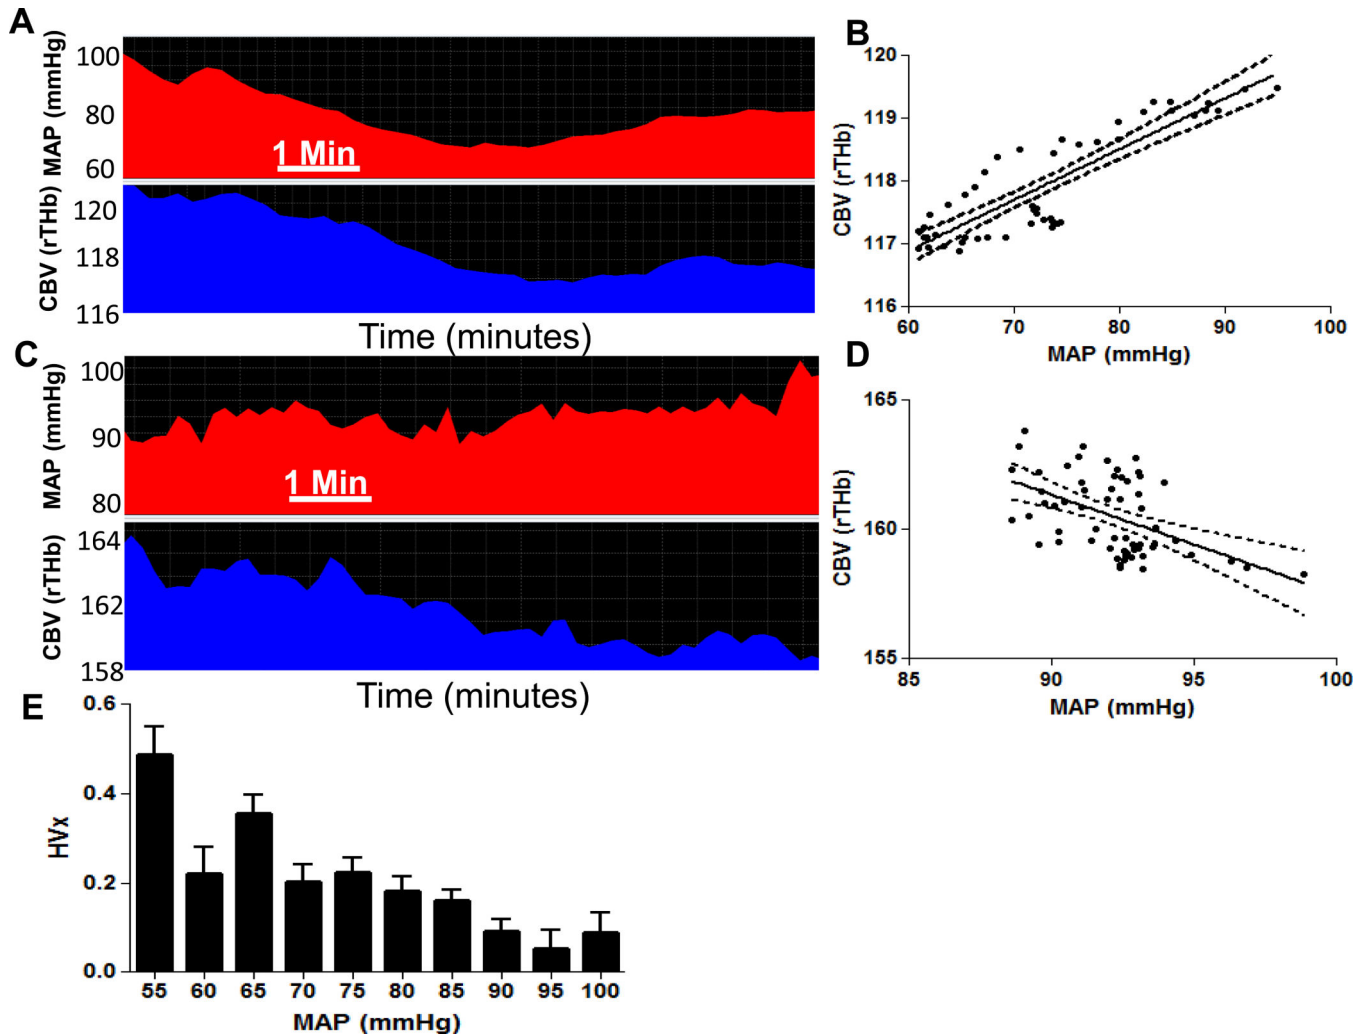 A
MAP (mmHg)
100
80
60
1 Min
CBV (rTHb)
120
118
116
Time (minutes)
B
CBV (rTHb)
120
119
118
117
116
60 70 80 90 100
MAP (mmHg)
C
MAP (mmHg)
100
90
80
1 Min
CBV (rTHb)
164
162
158
Time (minutes)
D
CBV (rTHb)
165
160
155
85 90 95 100
MAP (mmHg)
E
HVx
0.6
0.4
0.2
0.0
55 60 65 70 75 80 85 90 95 100
MAP (mmHg)